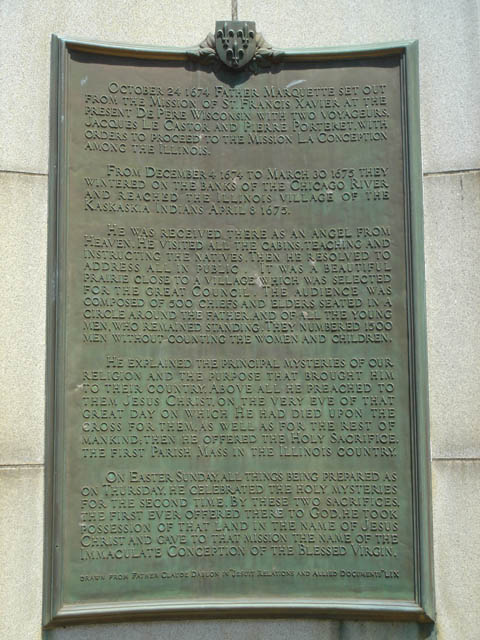 October 24 1674 Father Marquette set out
from the Mission of St. Francis Xavier at the
present De Pere Wisconsin with two voyageurs,
Jacques Le Castor and Pierre Porteret, with
orders to proceed to the Mission La Conception
among the Illinois.
From December 4 1674 to March 30 1675 they
wintered on the banks of the Chicago River
and reached the Illinois village of the
Kaskaskia Indians April 8 1675.
He was received there as an angel from
Heaven. He visited all the cabins, teaching and
instructing the natives. Then he resolved to
address all in public. It was a beautiful
prairie close to a village which was selected
for the great council. The audience was
composed of 500 chiefs and elders seated in a
circle around the father and of all the young
men, who remained standing. They numbered 1500
men without counting the women and children.
He explained the principal mysteries of our
religion and the purpose that brought him
to their country. Above all he preached to
them Jesus Christ on the very eve of that
great day on which He had died upon the
cross for them, as well as for the rest of
mankind; then he offered the Holy Sacrifice,
the first Parish Mass in the Illinois country.
On Easter Sunday, all things being prepared as
on Thursday, he celebrated the holy mysteries
for the second time. By these two sacrifices,
the first ever offered there to God, he took
possession of that land in the name of Jesus
Christ and gave to that mission the name of the
Immaculate Conception of the Blessed Virgin.
Drawn from Father Claude Dablon in "Jesuit Relations and Allied Documents" LIX